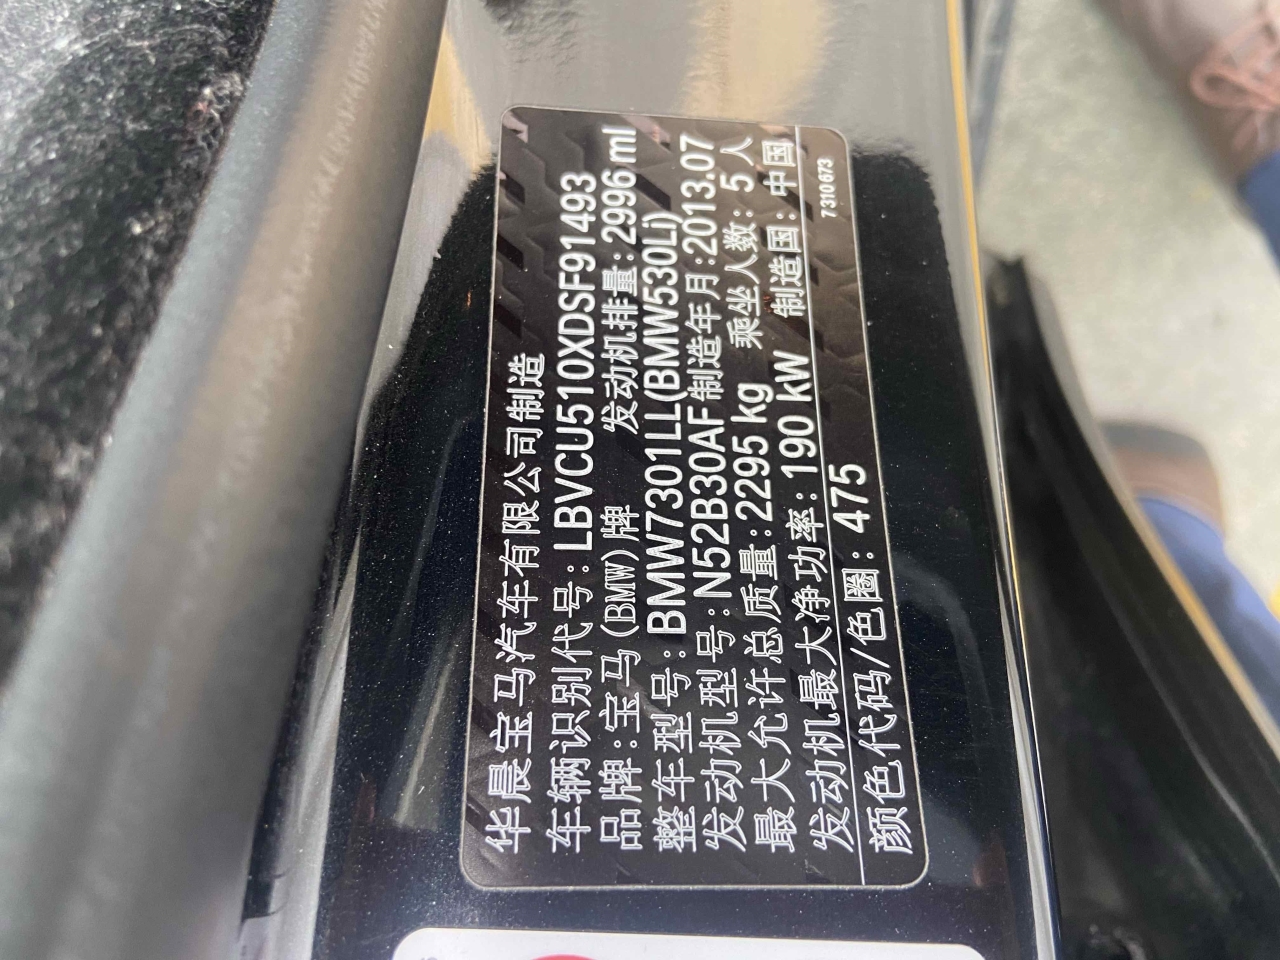 华晨宝马汽车有限公司制造
车辆识别代号:LBVCU510XDSF91493
品牌:宝马(BMW)牌 发动机排量:2996ml
整车型号:BMW7301LL(BMW530Li)
发动机型号:N52B30AF 制造年月:2013.07
最大允许总质量:2295 kg 乘坐人数: 5 人
发动机最大净功率:190 kW 制造国: 中国
颜色代码/色圈: 475
7310673